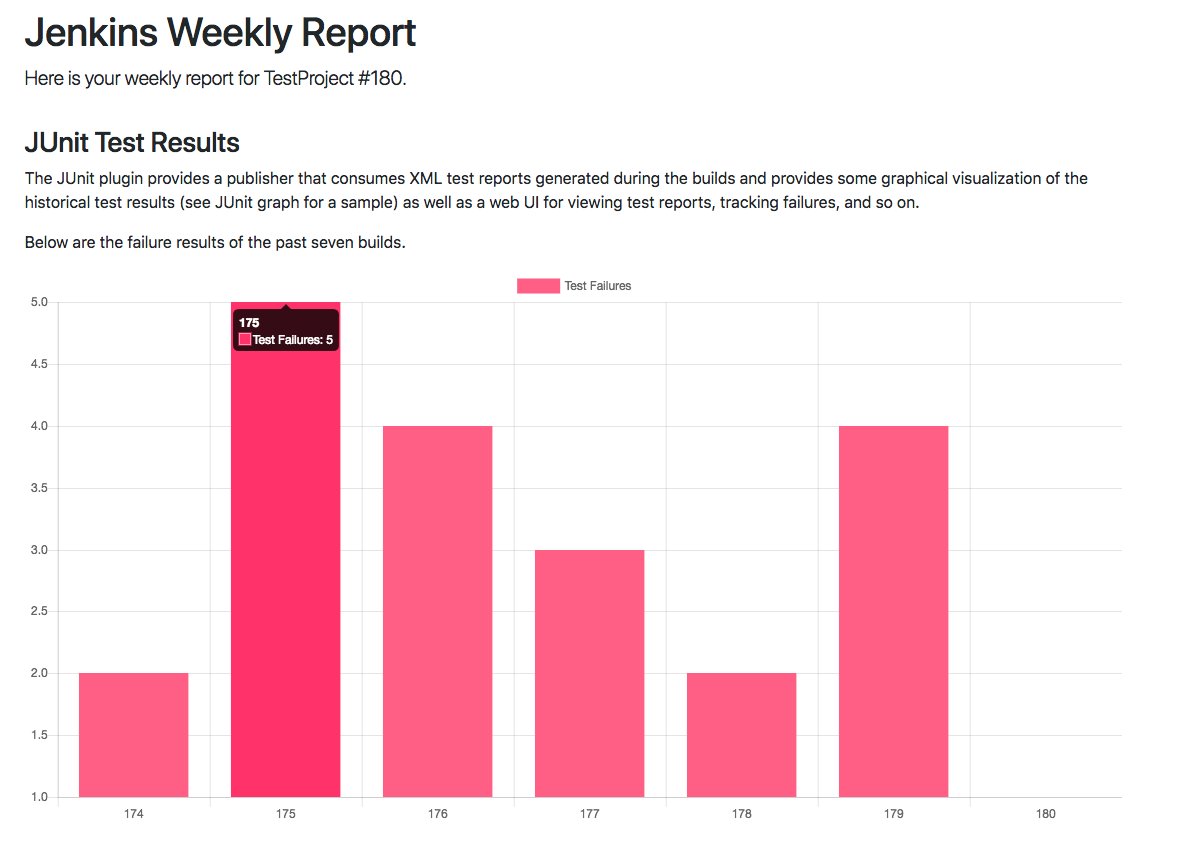 Jenkins Weekly Report
Here is your weekly report for TestProject #180.
JUnit Test Results
The JUnit plugin provides a publisher that consumes XML test reports generated during the builds and provides some graphical visualization of the
historical test results (see JUnit graph for a sample) as well as a web UI for viewing test reports, tracking failures, and so on.
Below are the failure results of the past seven builds.
Test Failures
5.0
175
Test Failures: 5
4.5
4.0
3.5
3.0
2.5
2.0
1.5
1.0
174 175 176 177 178 179 180